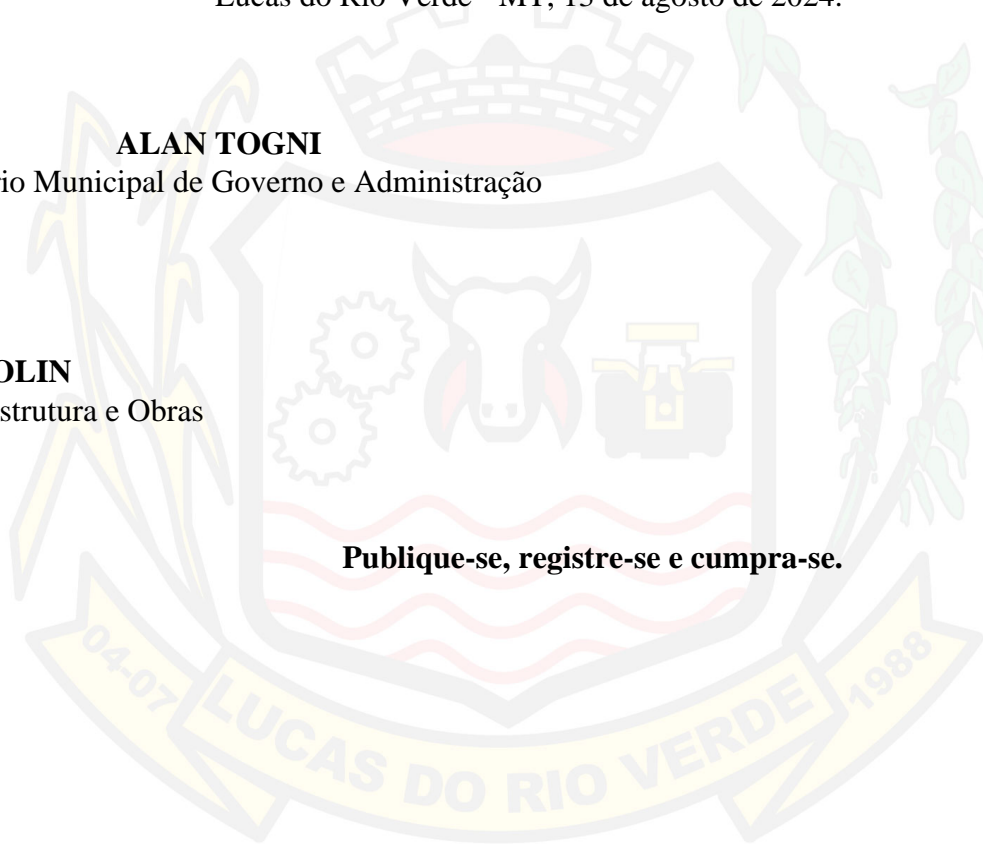 Lucas do Rio Verde - MT, de agosto de 2024.
ALAN TOGNI
rio Municipal de Governo e Administração
OLIN
strutura e Obras
Publique-se, registre-se e cumpra-se.
04-07 LUCAS DO RIO VERDE 1988